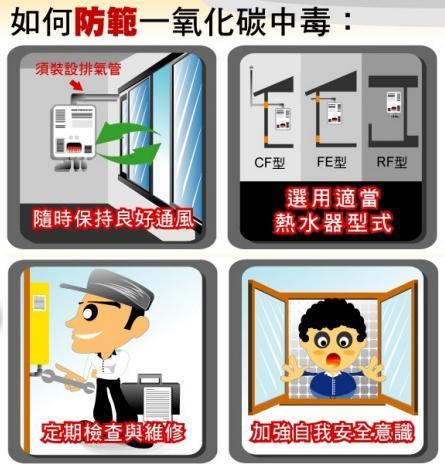 如何防範一氧化碳中毒：
須裝設排氣管
隨時保持良好通風
CF型 FE型 RF型
選用適當
熱水器型式
定期檢查與維修
加強自我安全意識